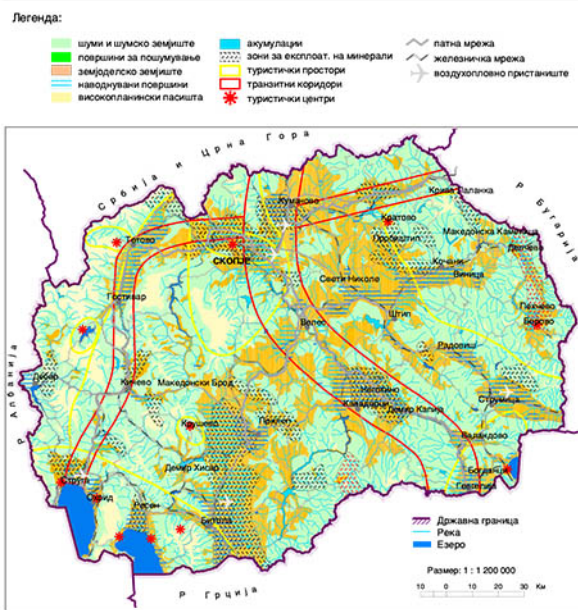 Легенда:
шуми и шумско земјиште
површини за пошумување
земјоделско земјиште
наводнувани површини
високопланински пасишта
акумулации
зони за експлоат. на минерали
туристички простори
транзитни коридори
туристички центри
патна мрежа
железничка мрежа
воздухопловно пристаниште
Србија и Црна Гора
Р Бугарија
Р Албанија
Р Грција
Крива Паланка
Куманово
Кратово
Пробиштип
Македонска Каменица
Делчево
Тетово
СКОПЈЕ
Кочани
Виница
Свети Николе
Гостивар
Пехчево
Берово
Велес
Штип
Радовиш
Дебар
Кичево
Македонски Брод
Неготино
Кавадарци
Демир Капија
Струмица
Крушево
Прилеп
Валандово
Демир Хисар
Богданци
Гевгелија
Струга
Охрид
Ресен
Битола
Државна граница
Река
Езеро
Размер: 1 : 1 200 000
10 0 10 20 30 Км